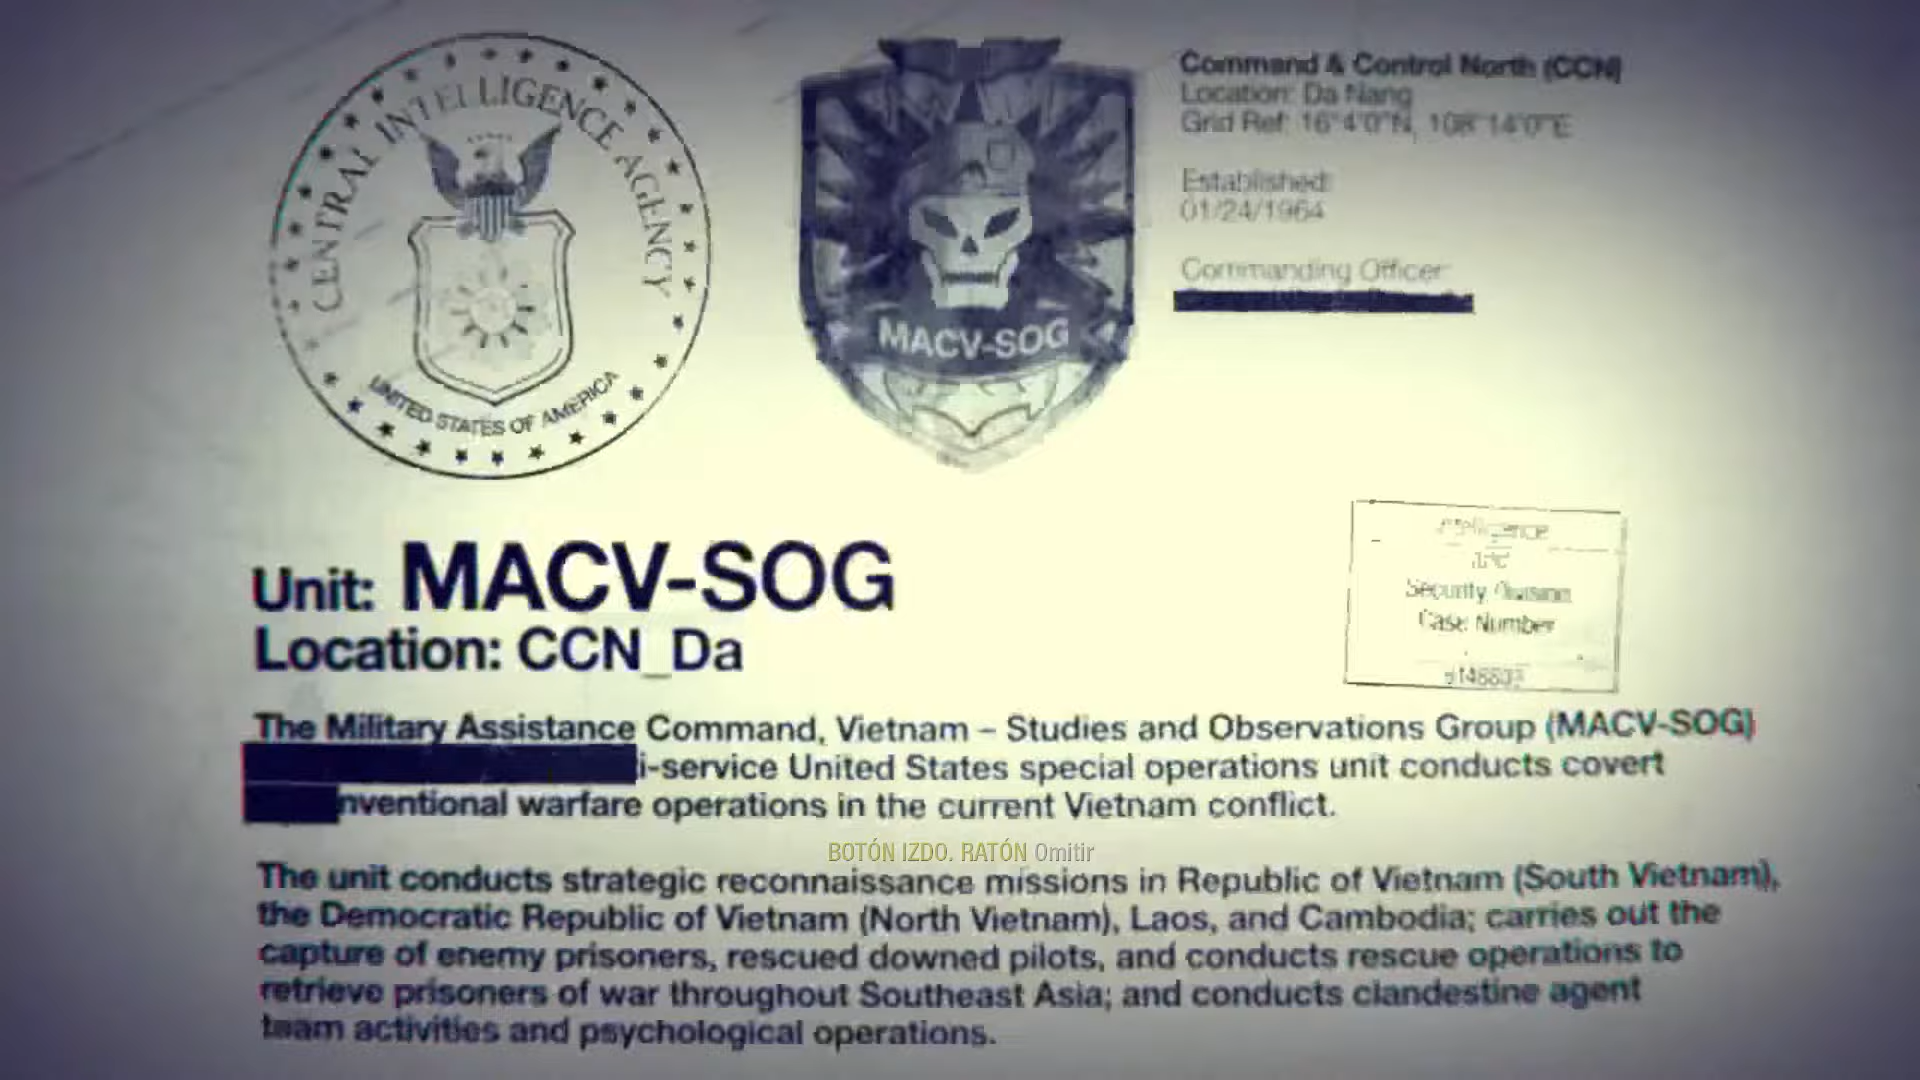 CENTRAL INTELLIGENCE AGENCY
UNITED STATES OF AMERICA
MACV-SOG
Command & Control North (CCN)
Location: Da Nang
Grid Ref: 16°4'0"N, 108°14'0"E
Established:
01/24/1964
Commanding Officer:
Unit: MACV-SOG
Location: CCN_Da
Security Division
Case Number
The Military Assistance Command, Vietnam – Studies and Observations Group (MACV-SOG)
i-service United States special operations unit conducts covert
nventional warfare operations in the current Vietnam conflict.
BOTÓN IZDO. RATÓN Omitir
The unit conducts strategic reconnaissance missions in Republic of Vietnam (South Vietnam),
the Democratic Republic of Vietnam (North Vietnam), Laos, and Cambodia; carries out the
capture of enemy prisoners, rescued downed pilots, and conducts rescue operations to
retrieve prisoners of war throughout Southeast Asia; and conducts clandestine agent
team activities and psychological operations.